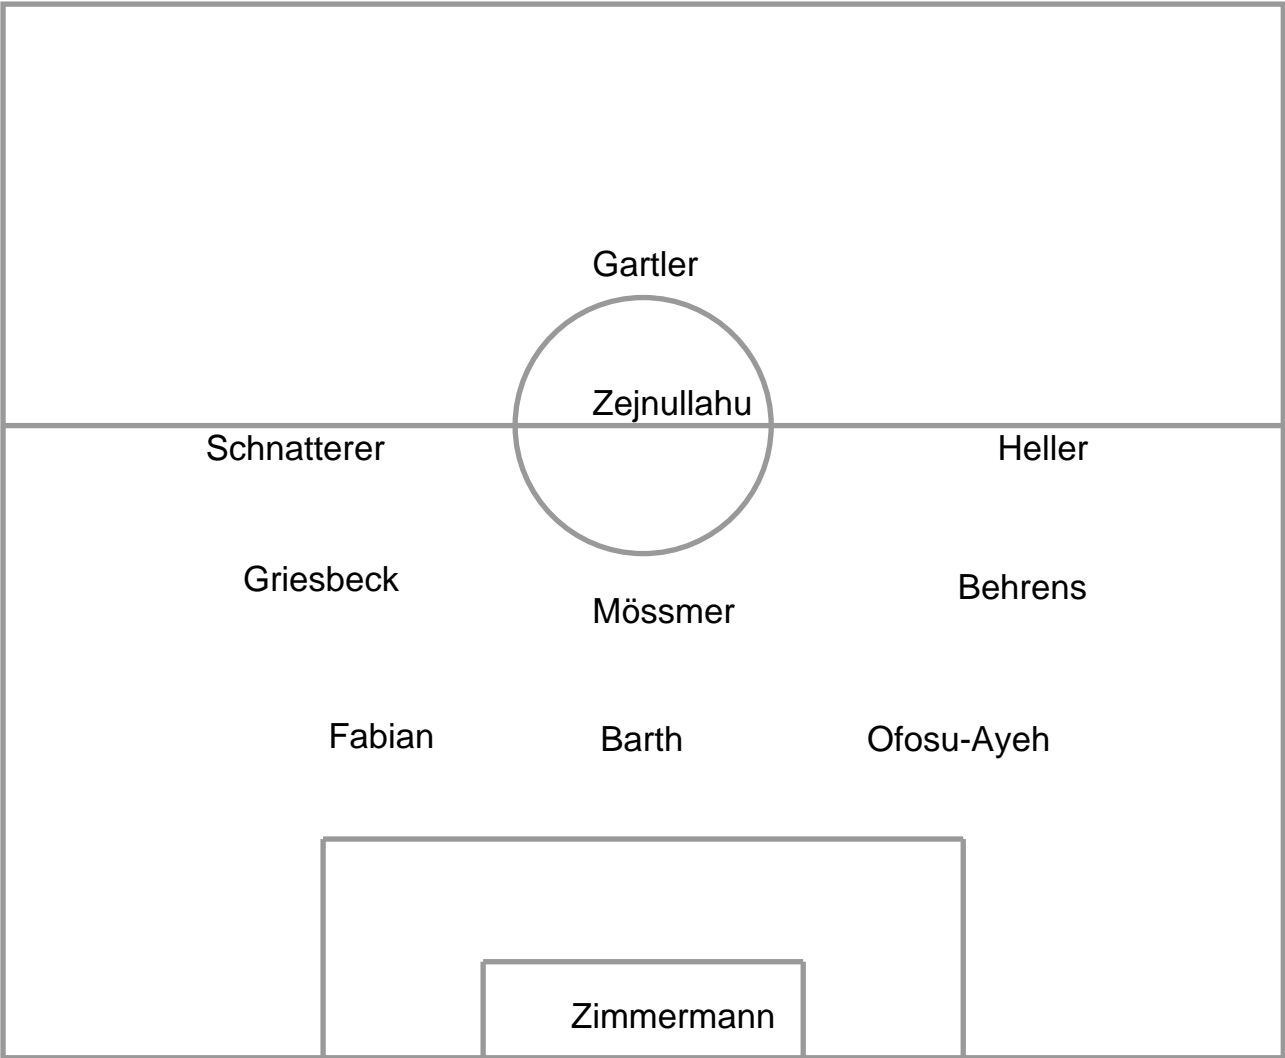 Gartler
Zejnullahu
Schnatterer Heller
Griesbeck Behrens
Mössmer
Fabian Barth Ofosu-Ayeh
Zimmermann